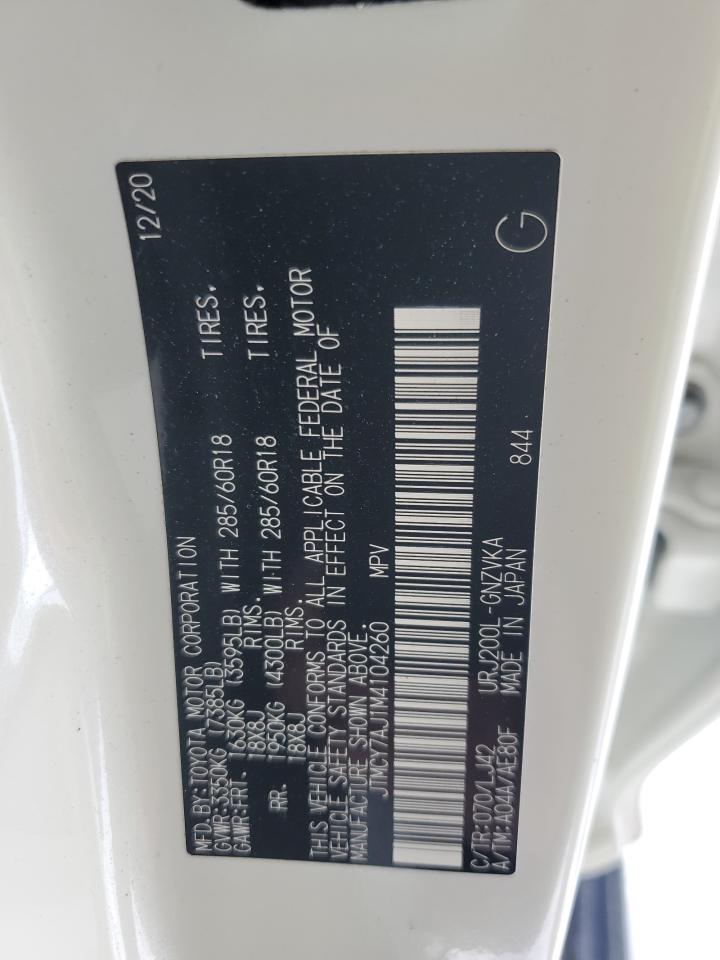 MFD.BY:TOYOTA MOTOR CORPORATION 12/20
GVWR:3350KG (7385LB)
GAWR:FRT. 1630KG (3595LB) WITH 285/60R18 TIRES.
18X8J RIMS.
RR. 1950KG (4300LB) WITH 285/60R18 TIRES.
18X8J RIMS.
THIS VEHICLE CONFORMS TO ALL APPLICABLE FEDERAL MOTOR
VEHICLE SAFETY STANDARDS IN EFFECT ON THE DATE OF
MANUFACTURE SHOWN ABOVE.
JTMCY7AJ1M4104260 MPV
C/TR:070/LJ42 URJ200L-GNZVKA 844
A/TM:A04A/AE80F MADE IN JAPAN
G